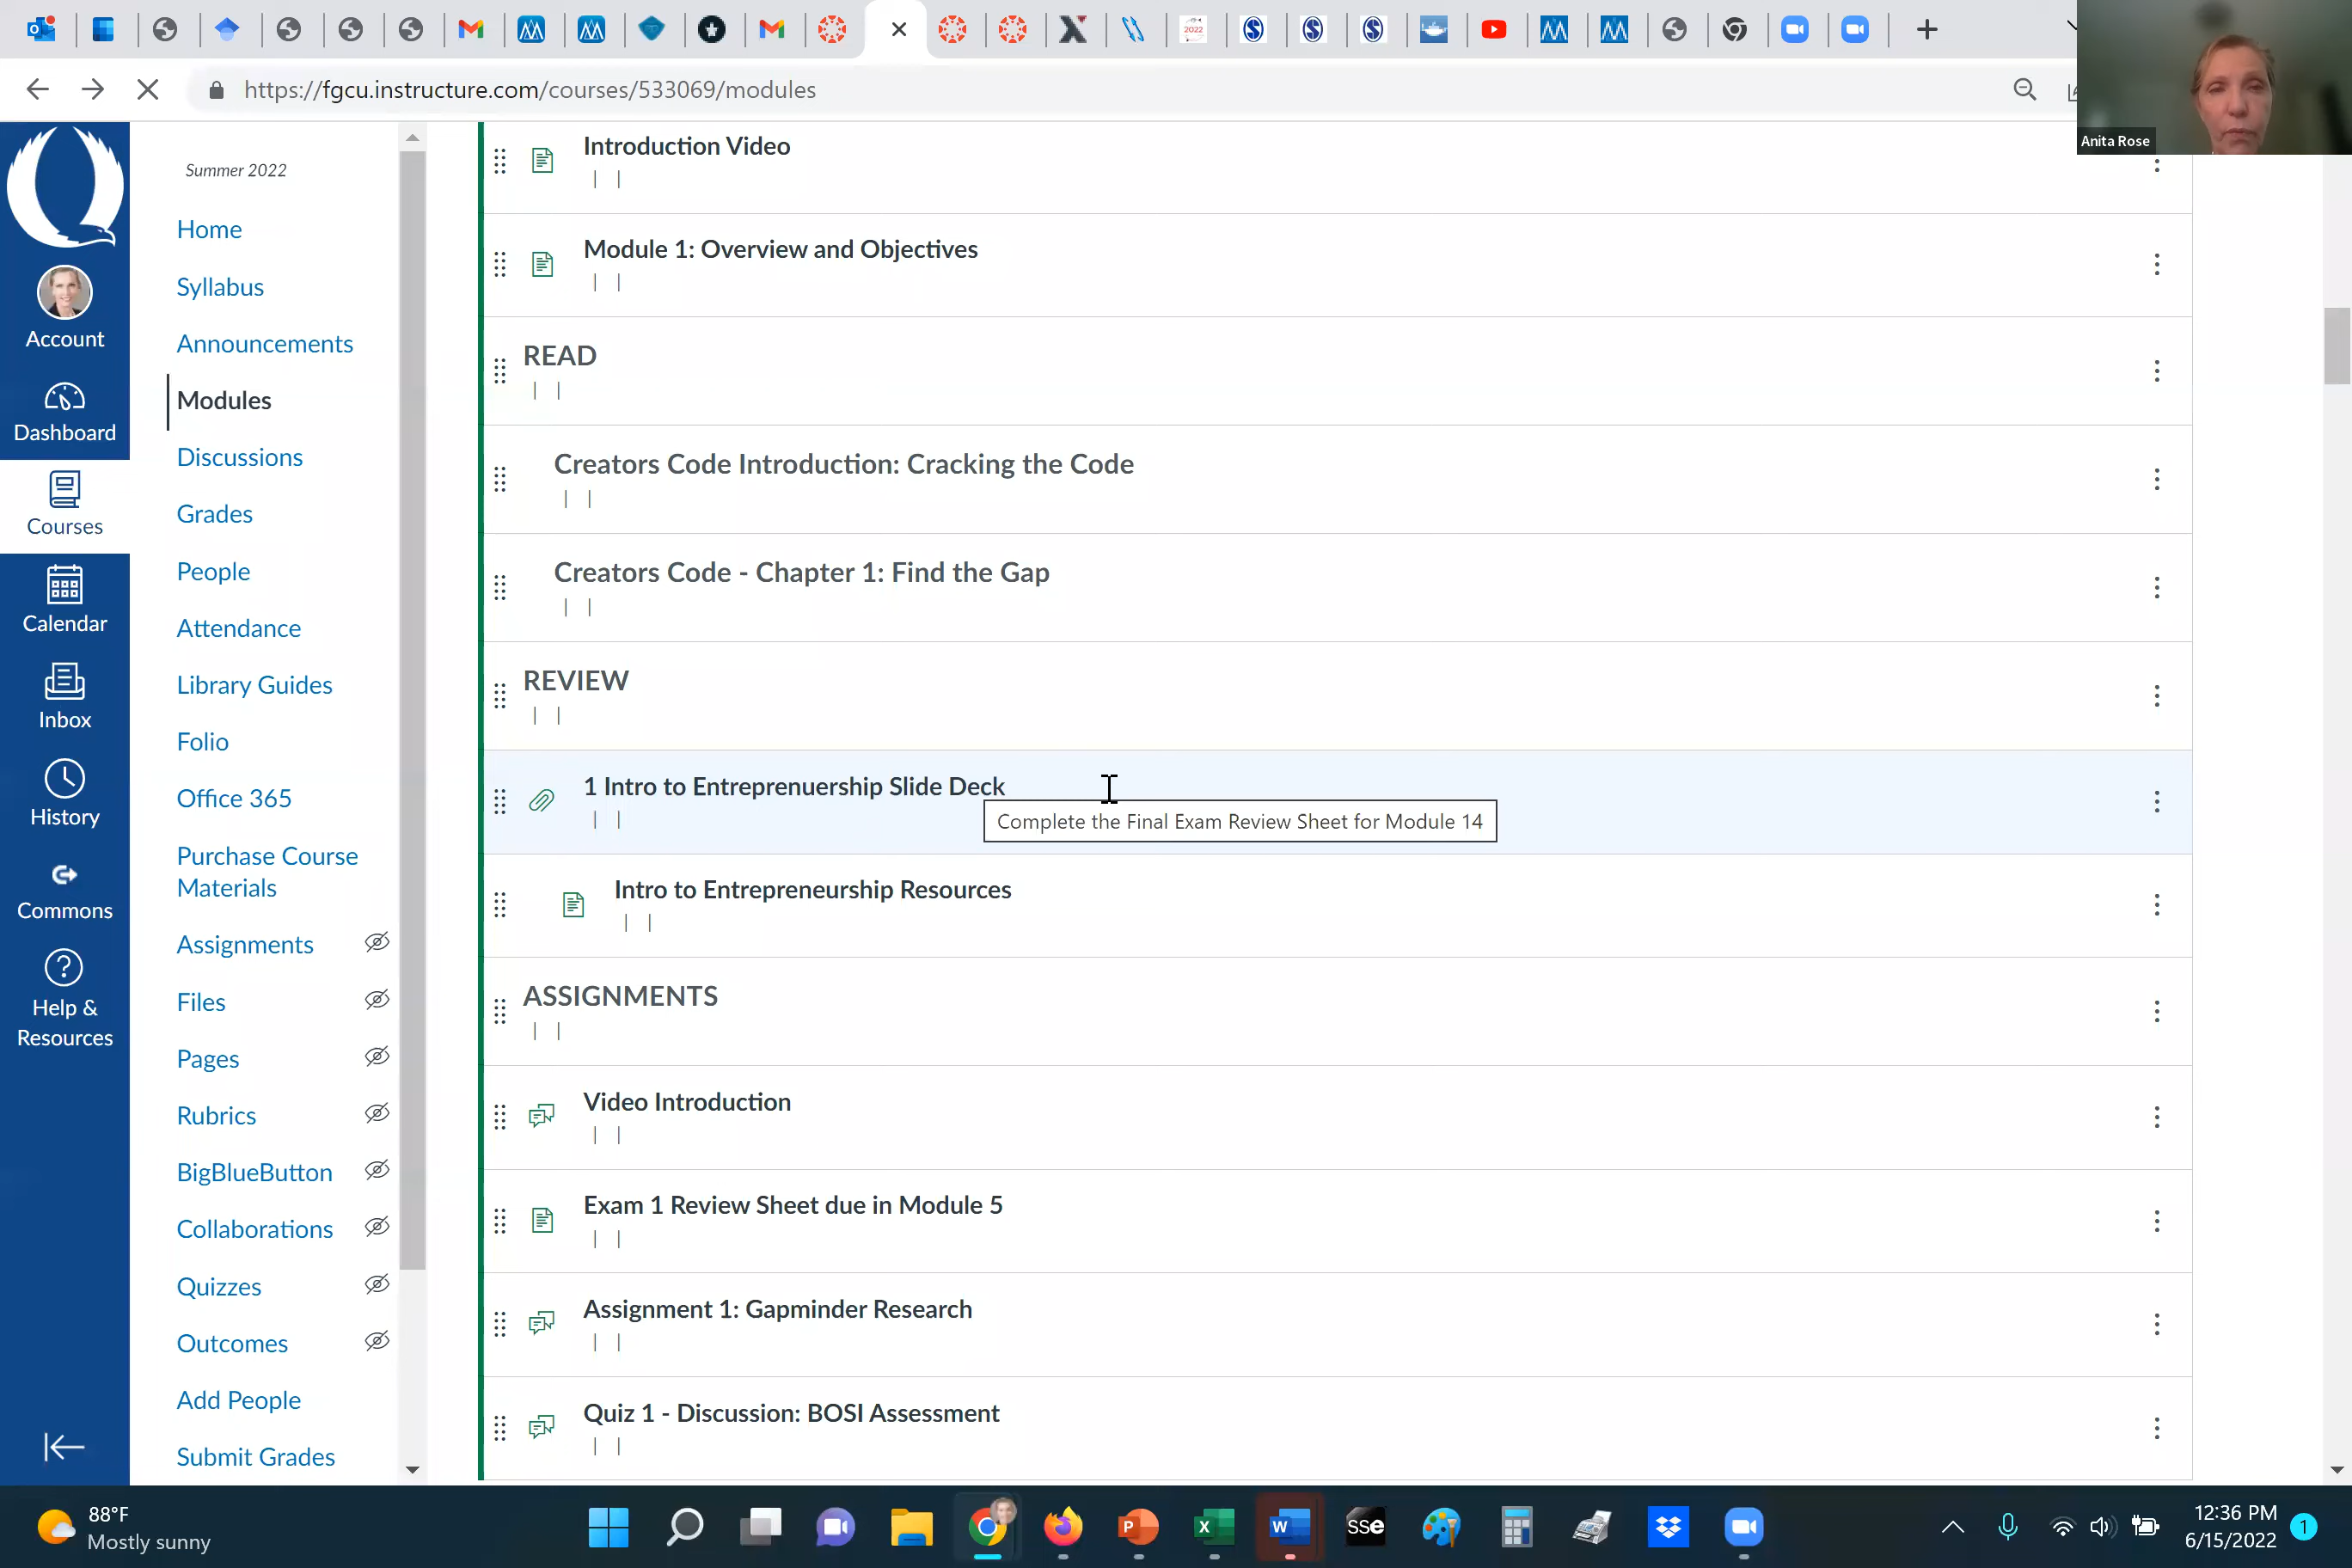 https://fgcu.instructure.com/courses/533069/modules
Anita Rose
Account
Dashboard
Courses
Calendar
Inbox
History
Commons
Help &
Resources
Summer 2022
Home
Syllabus
Announcements
Modules
Discussions
Grades
People
Attendance
Library Guides
Folio
Office 365
Purchase Course
Materials
Assignments
Files
Pages
Rubrics
BigBlueButton
Collaborations
Quizzes
Outcomes
Add People
Submit Grades
Introduction Video
Module 1: Overview and Objectives
READ
Creators Code Introduction: Cracking the Code
Creators Code - Chapter 1: Find the Gap
REVIEW
1 Intro to Entreprenuership Slide Deck
Complete the Final Exam Review Sheet for Module 14
Intro to Entrepreneurship Resources
ASSIGNMENTS
Video Introduction
Exam 1 Review Sheet due in Module 5
Assignment 1: Gapminder Research
Quiz 1 - Discussion: BOSI Assessment
88°F
Mostly sunny
SSe
12:36 PM
6/15/2022
1